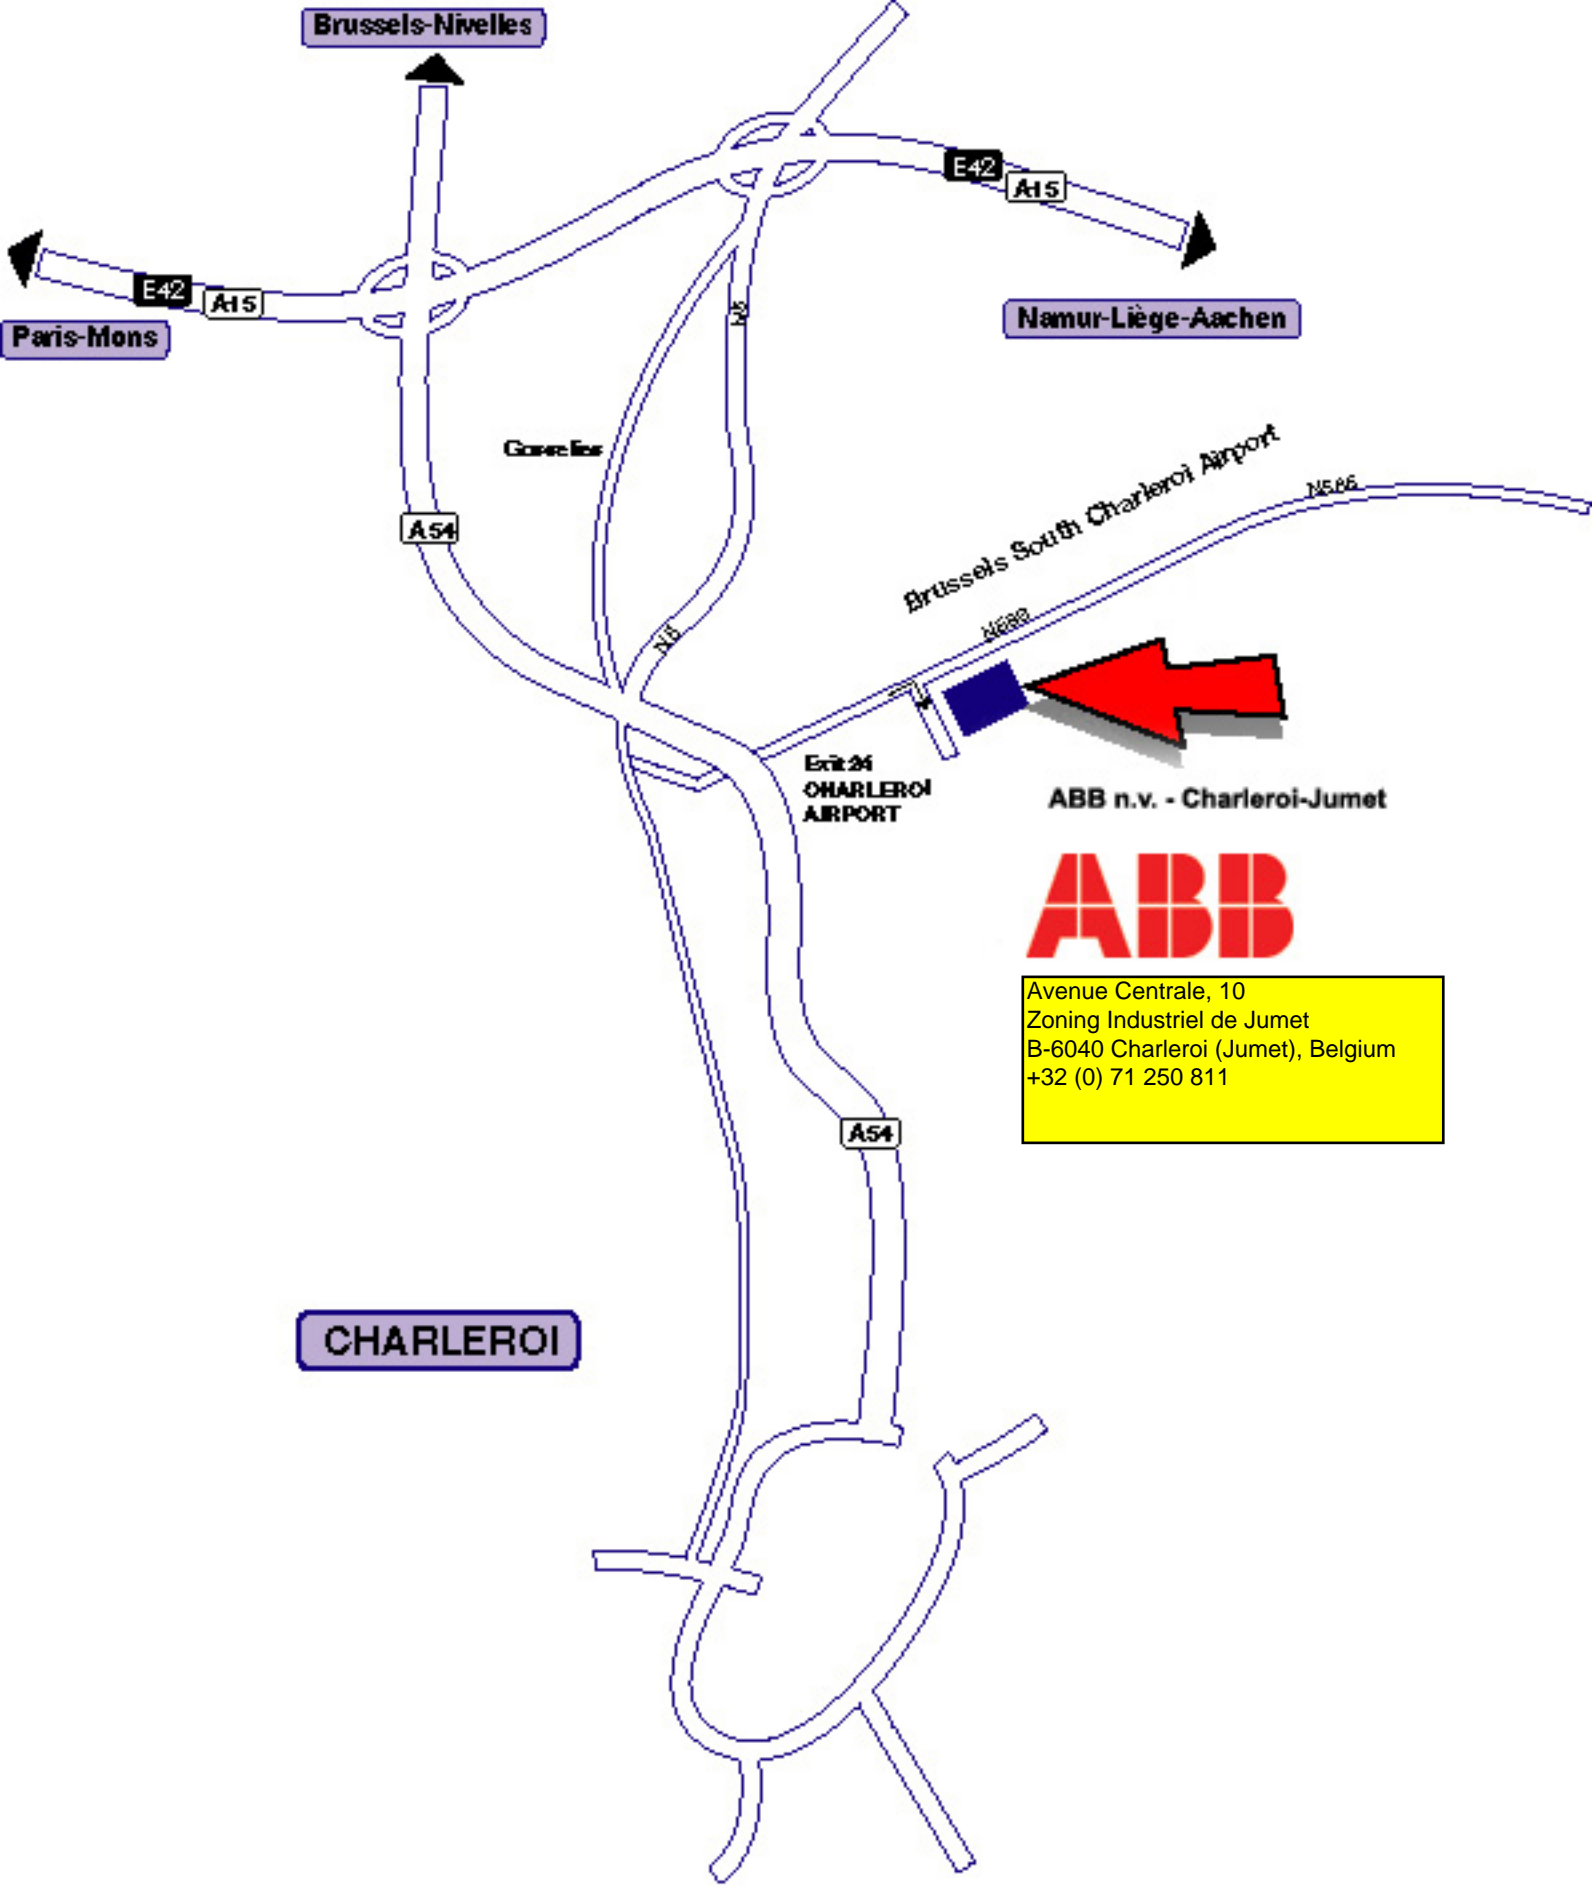 Brussels-Nivelles
E42
A15
E42
A15
Paris-Mons
Namur-Liège-Aachen
N5
Gosselies
Brussels South Charleroi Airport
A54
N5
Exit 24
CHARLEROI
AIRPORT
ABB n.v. - Charleroi-Jumet
ABB
Avenue Centrale, 10
Zoning Industriel de Jumet
B-6040 Charleroi (Jumet), Belgium
+32 (0) 71 250 811
A54
CHARLEROI